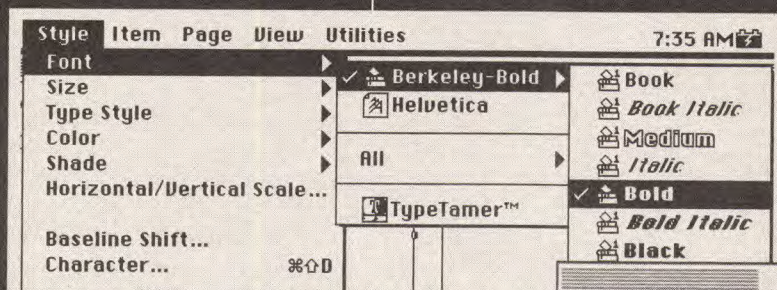 Style Item Page View Utilities 7:35 AM
Font
Size
Type Style
Color
Shade
Horizontal/Vertical Scale...
Baseline Shift...
Character... ⌘⇧D
✓ Berkeley-Bold
Helvetica
All
TypeTamer™
Book
Book Italic
Medium
Italic
✓ Bold
Bold Italic
Black